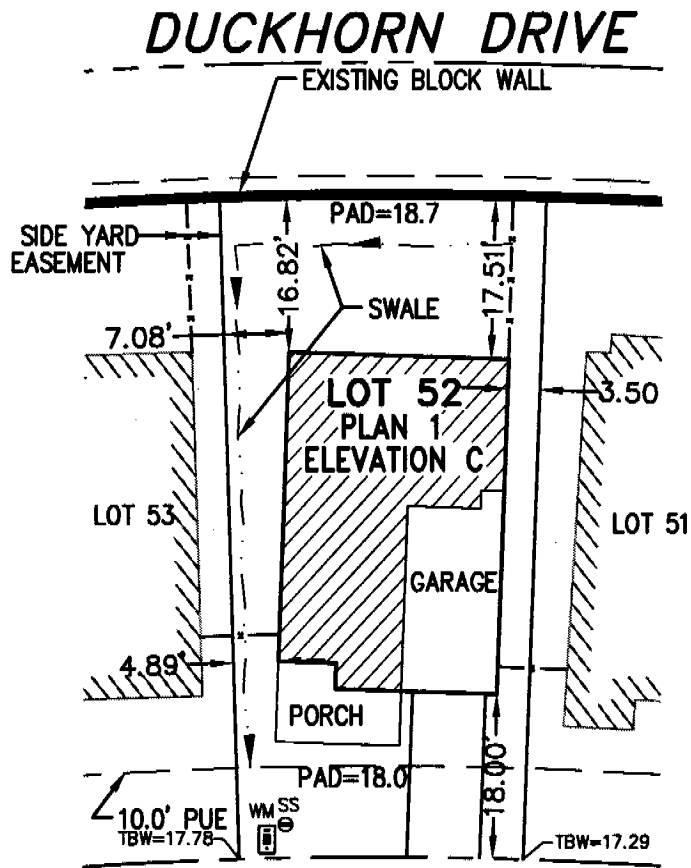 DUCKHORN DRIVE
EXISTING BLOCK WALL
PAD=18.7
SIDE YARD
EASEMENT
16.82'
17.51'
SWALE
7.08'
LOT 52
PLAN 1
ELEVATION C
3.50
LOT 53
LOT 51
GARAGE
4.89'
PORCH
18.00'
PAD=18.0
10.0' PUE
WM
SS
TBW=17.78
TBW=17.29